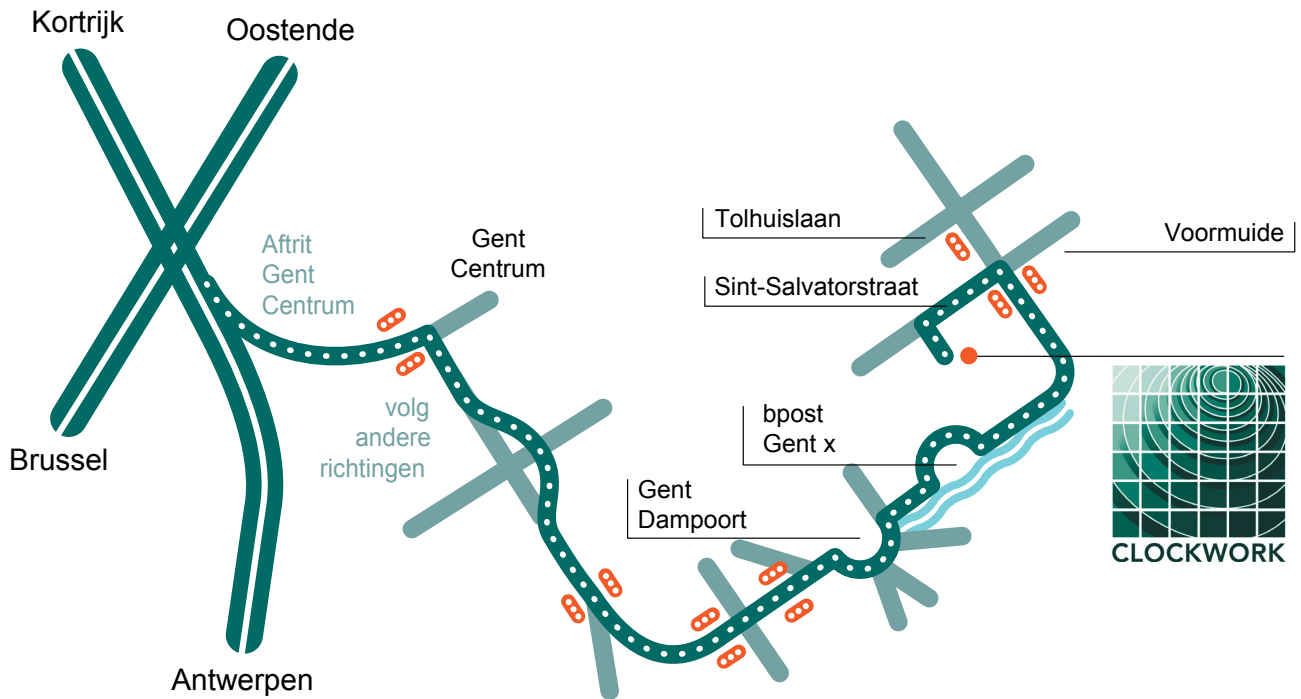 Kortrijk
Oostende
Aftrit
Gent
Centrum
Gent
Centrum
Tolhuislaan
Voormuide
Sint-Salvatorstraat
volg
andere
richtingen
bpost
Gent x
Brussel
Gent
Dampoort
CLOCKWORK
Antwerpen